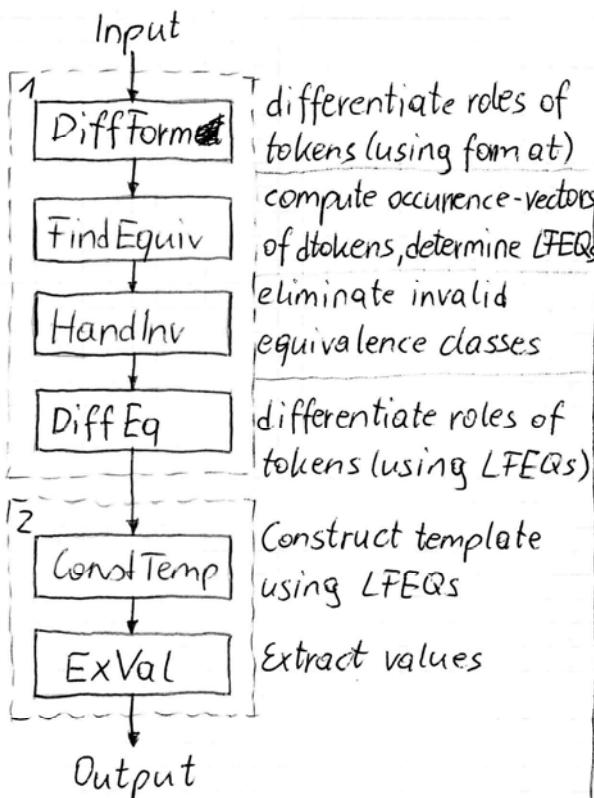 Input
1
DiffForm
differentiate roles of
tokens (using format)
FindEquiv
compute occurence-vectors
of dtokens, determine LFEQs
HandInv
eliminate invalid
equivalence classes
DiffEq
differentiate roles of
tokens (using LFEQs)
2
ConstTemp
Construct template
using LFEQs
ExVal
Extract values
Output